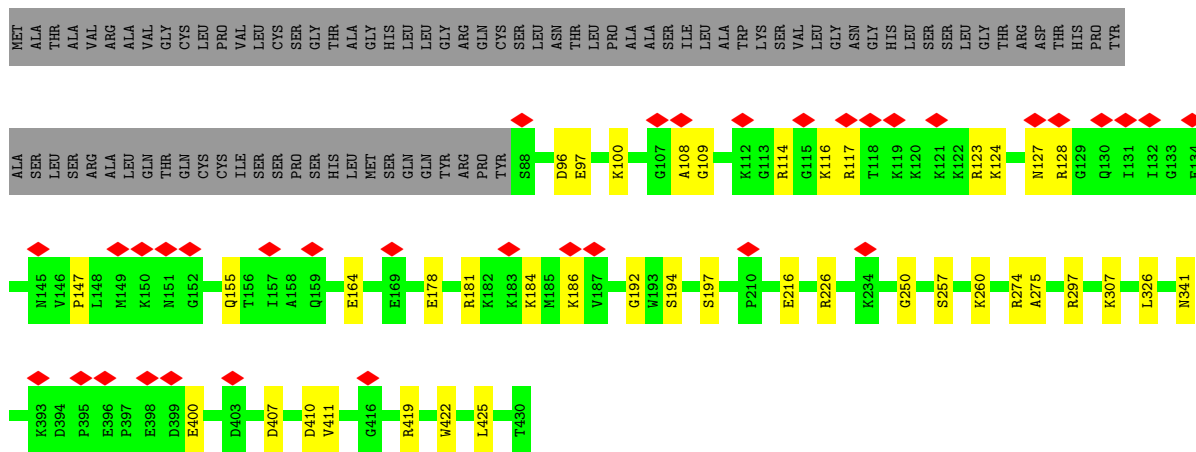 MET ALA THR ALA VAL ARG ALA VAL GLY CYS LEU PRO VAL LEU CYS SER GLY THR ALA GLY HIS LEU LEU GLY ARG GLN CYS SER LEU ASN THR LEU PRO ALA ALA SER ILE LEU ALA TRP LYS SER VAL LEU GLY ASN GLY HIS LEU SER SER LEU GLY THR ARG ASP THR HIS PRO TYR
ALA SER LEU SER ARG ALA LEU GLN THR GLN CYS CYS ILE SER SER PRO SER HIS LEU MET SER GLN GLN TYR ARG PRO TYR S88 D96 E97 K100 G107 A108 G109 K112 G113 R114 G115 K116 R117 T118 K119 K120 K121 K122 R123 K124 N127 R128 G129 Q130 I131 I132 G133
N145 V146 P147 L148 M149 K150 N151 G152 Q155 T156 I157 A158 Q159 E164 E169 E178 R181 K182 K183 K184 M185 K186 V187 G192 W193 S194 S197 P210 E216 R226 K234 G250 S257 K260 R274 A275 R297 K307 L326 N341
K393 D394 P395 E396 P397 E398 D399 E400 D403 D407 D410 V411 G416 R419 W422 L425 T430